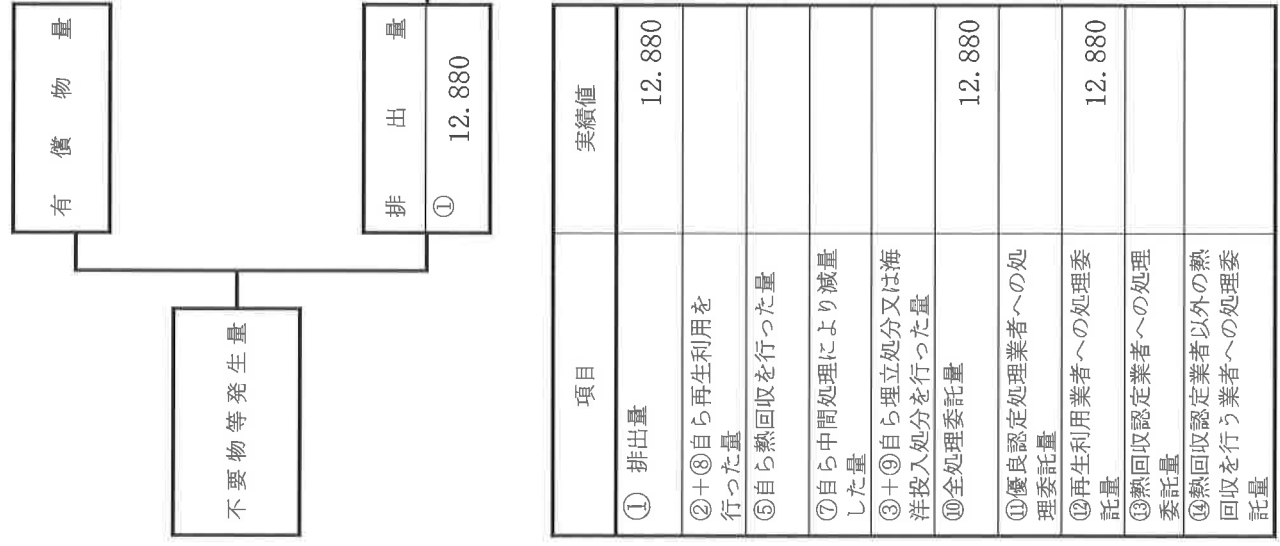 有償物量
不要物等発生量
排出量
① 12.880
項目 実績値
① 排出量 12.880
②+⑧自ら再生利用を
行った量
⑤自ら熱回収を行った量
⑦自ら中間処理により減量
した量
③+⑨自ら埋立処分又は海
洋投入処分を行った量
⑩全処理委託量 12.880
⑪優良認定処理業者への処
理委託量
⑫再生利用業者への処理委
託量 12.880
⑬熱回収認定業者への処理
委託量
⑭熱回収認定業者以外の熱
回収を行う業者への処理委
託量